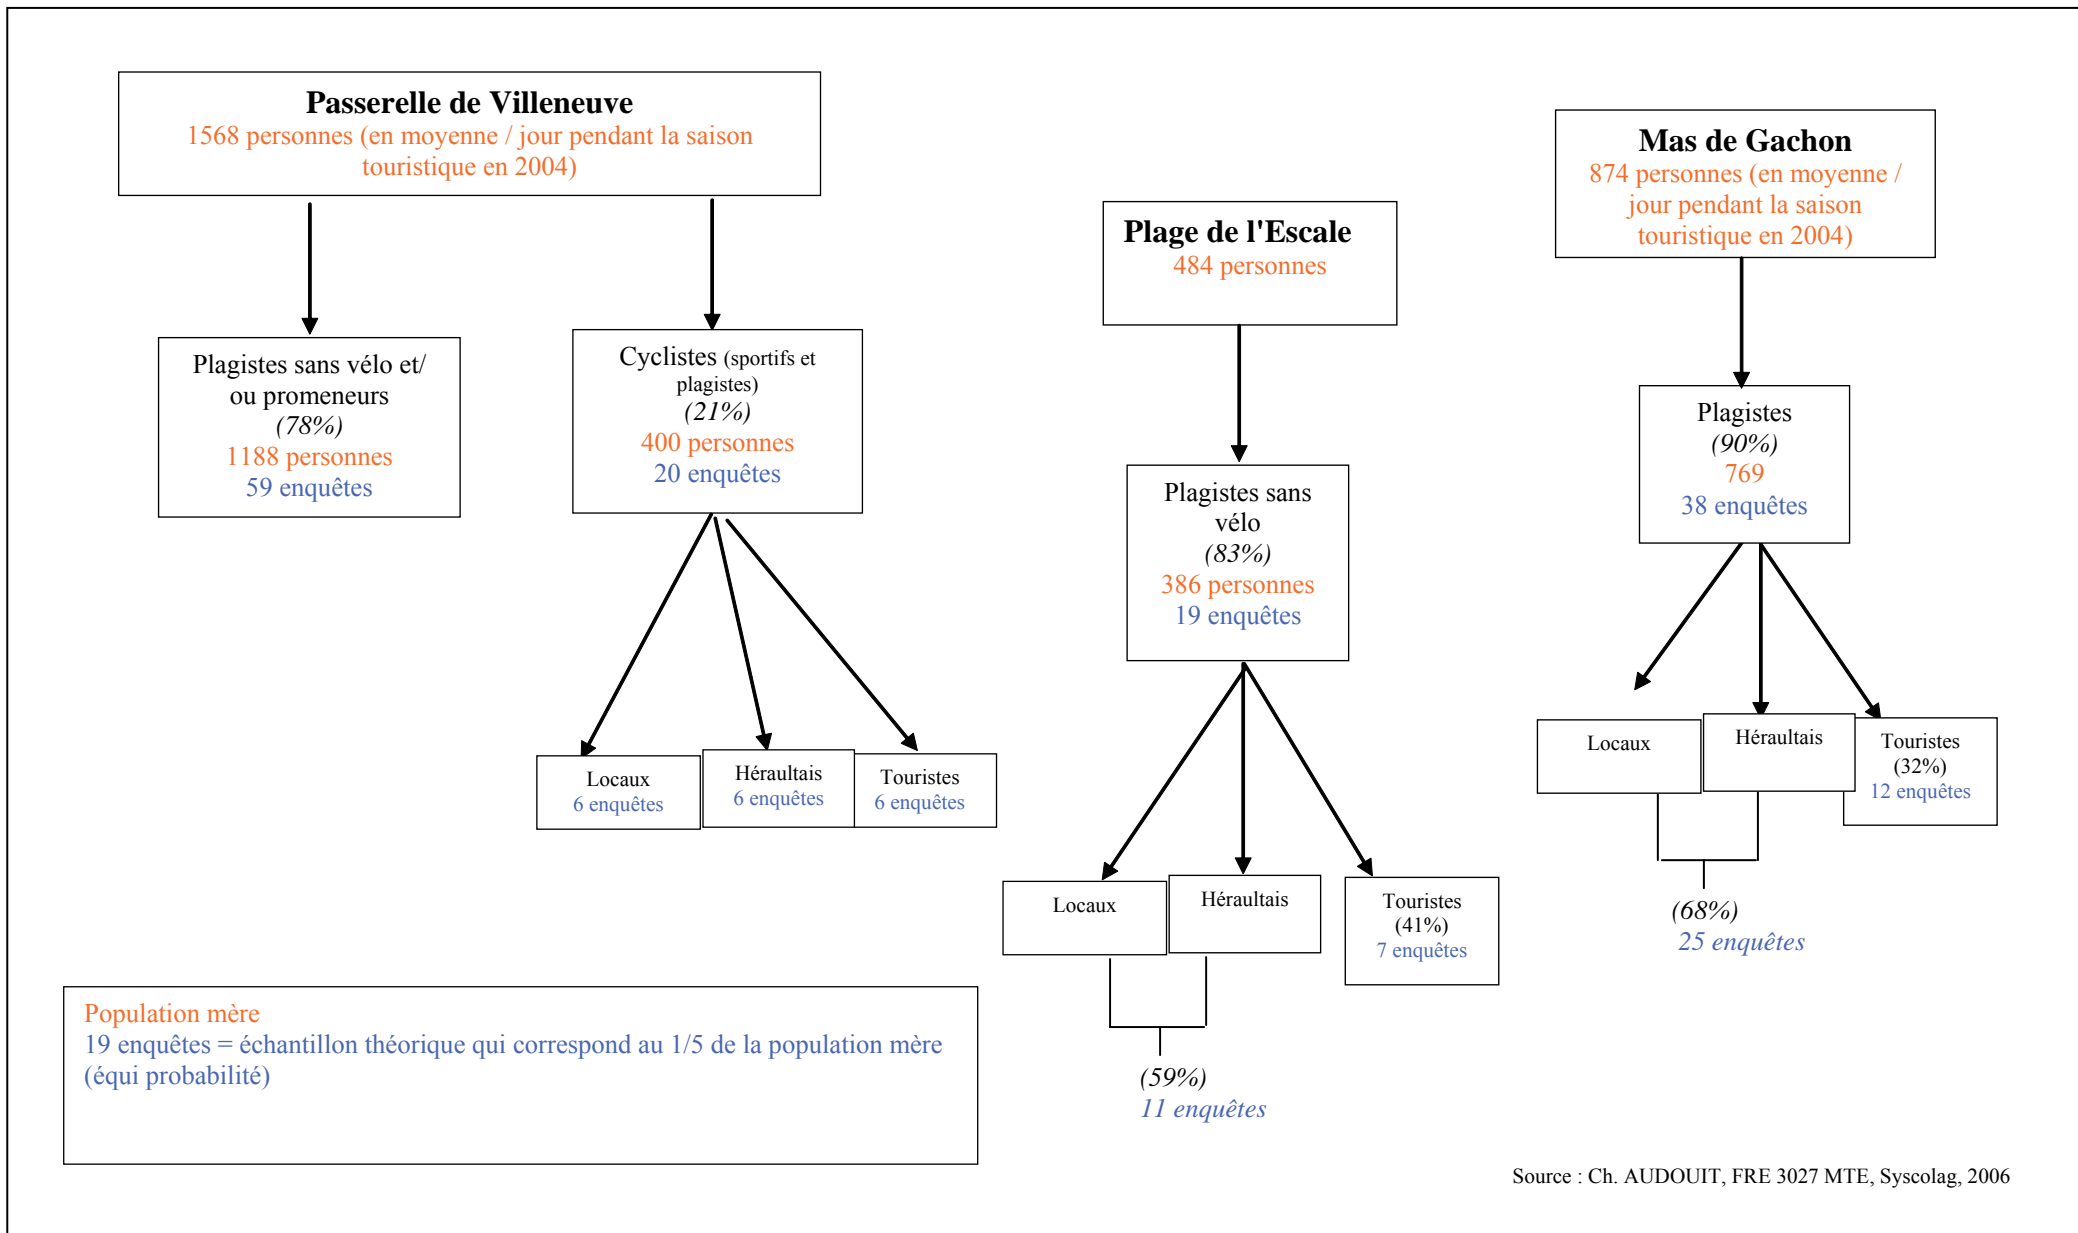 Passerelle de Villeneuve
1568 personnes (en moyenne / jour pendant la saison
touristique en 2004)
Plagistes sans vélo et/
ou promeneurs
(78%)
1188 personnes
59 enquêtes
Cyclistes (sportifs et
plagistes)
(21%)
400 personnes
20 enquêtes
Locaux
6 enquêtes
Héraultais
6 enquêtes
Touristes
6 enquêtes
Plage de l'Escale
484 personnes
Plagistes sans
vélo
(83%)
386 personnes
19 enquêtes
Locaux
Héraultais
Touristes
(41%)
7 enquêtes
(59%)
11 enquêtes
Mas de Gachon
874 personnes (en moyenne /
jour pendant la saison
touristique en 2004)
Plagistes
(90%)
769
38 enquêtes
Locaux
Héraultais
Touristes
(32%)
12 enquêtes
(68%)
25 enquêtes
Population mère
19 enquêtes = échantillon théorique qui correspond au 1/5 de la population mère
(équi probabilité)
Source : Ch. AUDOUIT, FRE 3027 MTE, Syscolag, 2006